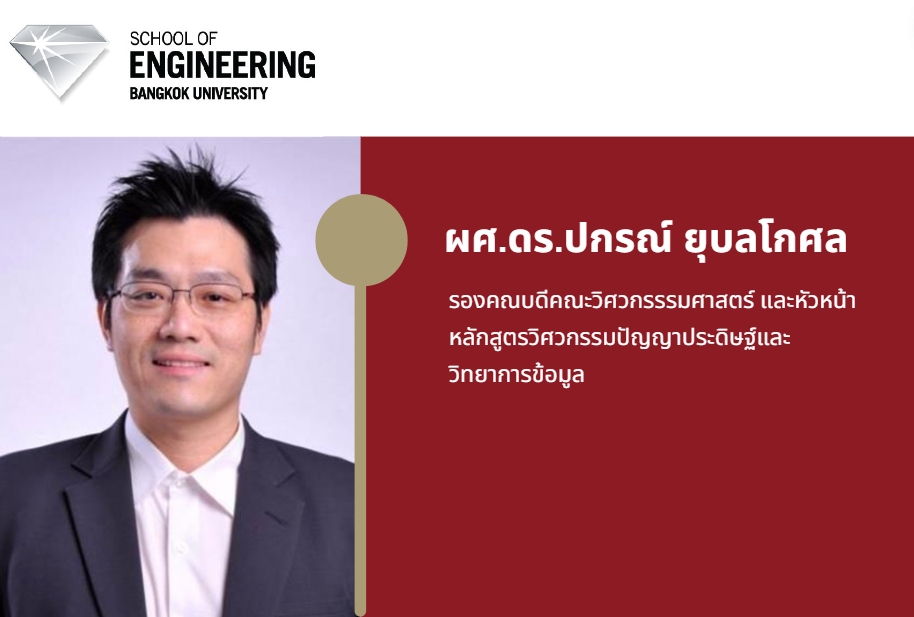 SCHOOL OF
ENGINEERING
BANGKOK UNIVERSITY
ผศ.ดร.ปกรณ์ ยุบลโกศล
รองคณบดีคณะวิศวกรรรมศาสตร์ และหัวหน้า
หลักสูตรวิศวกรรมปัญญาประดิษฐ์และ
วิทยาการข้อมูล